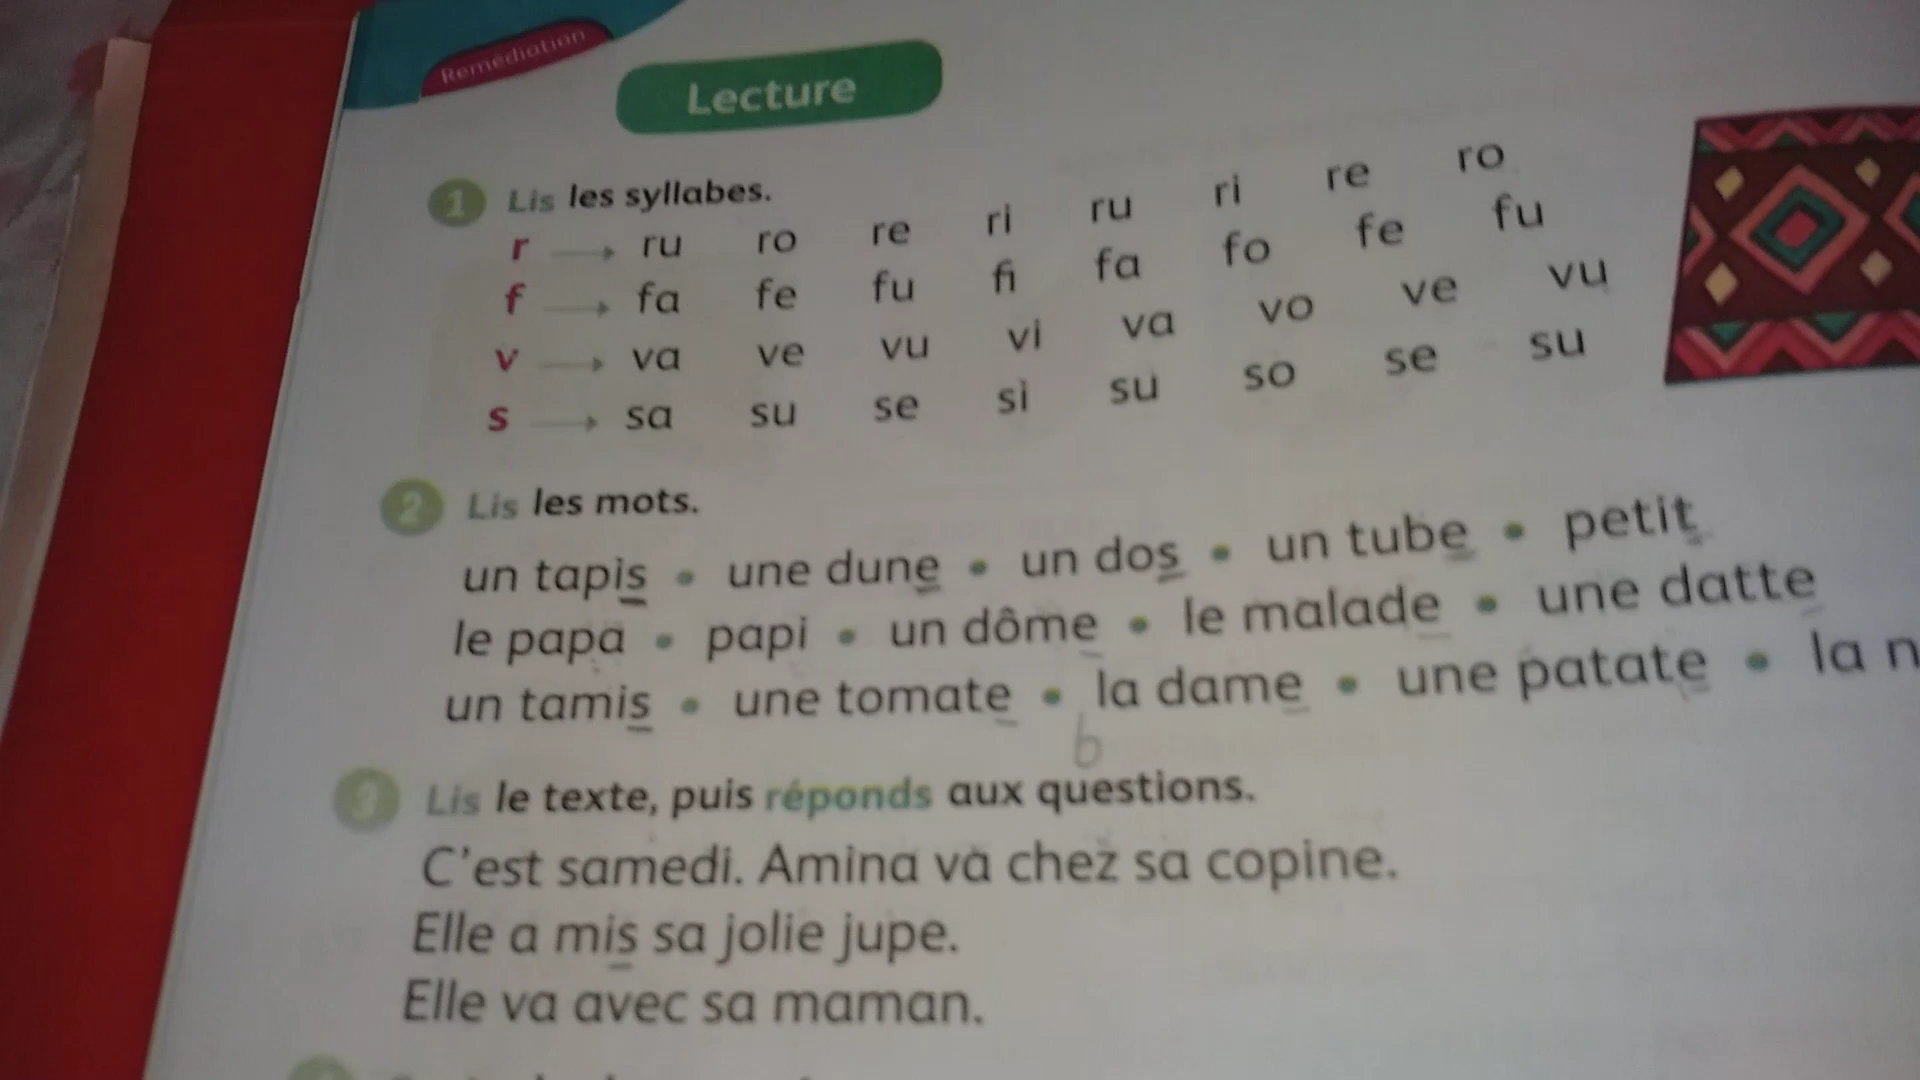 Remédiation
Lecture
1 Lis les syllabes.
r → ru ro re ri ru ri re ro
f → fa fe fu fi fa fo fe fu
v → va ve vu vi va vo ve vu
s → sa su se si su so se su
2 Lis les mots.
un tapis • une dune • un dos • un tube • petit
le papa • papi • un dôme • le malade • une datte
un tamis • une tomate • la dame • une patate • la n
b
3 Lis le texte, puis réponds aux questions.
C'est samedi. Amina va chez sa copine.
Elle a mis sa jolie jupe.
Elle va avec sa maman.